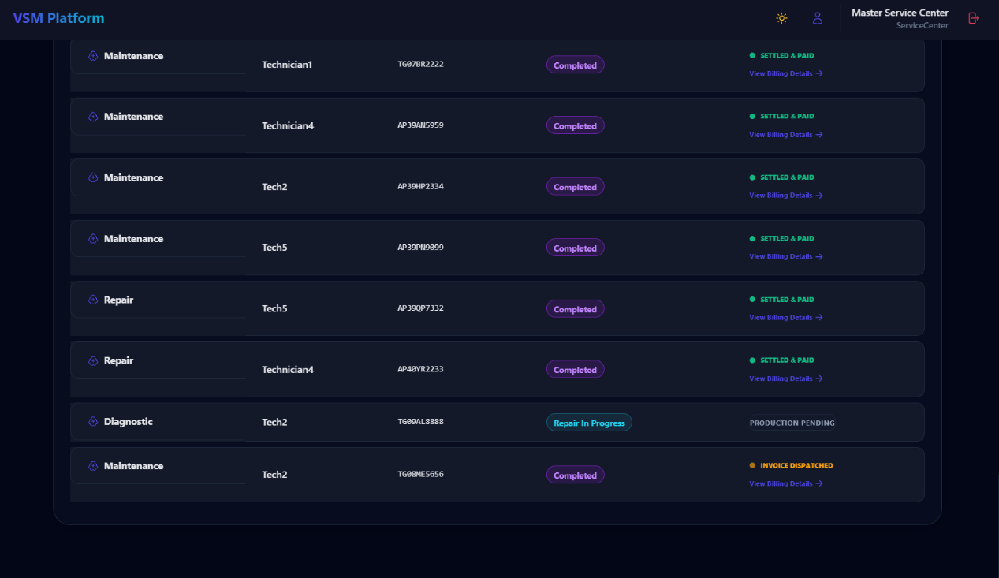 VSM Platform
Master Service Center
ServiceCenter
Maintenance
Technician1
TG07BR2222
Completed
SETTLED & PAID
View Billing Details →
Maintenance
Technician4
AP39AN5959
Completed
SETTLED & PAID
View Billing Details →
Maintenance
Tech2
AP39HP2334
Completed
SETTLED & PAID
View Billing Details →
Maintenance
Tech5
AP39PN9099
Completed
SETTLED & PAID
View Billing Details →
Repair
Tech5
AP39QP7332
Completed
SETTLED & PAID
View Billing Details →
Repair
Technician4
AP40YR2233
Completed
SETTLED & PAID
View Billing Details →
Diagnostic
Tech2
TG09AL8888
Repair In Progress
PRODUCTION PENDING
Maintenance
Tech2
TG08ME5656
Completed
INVOICE DISPATCHED
View Billing Details →